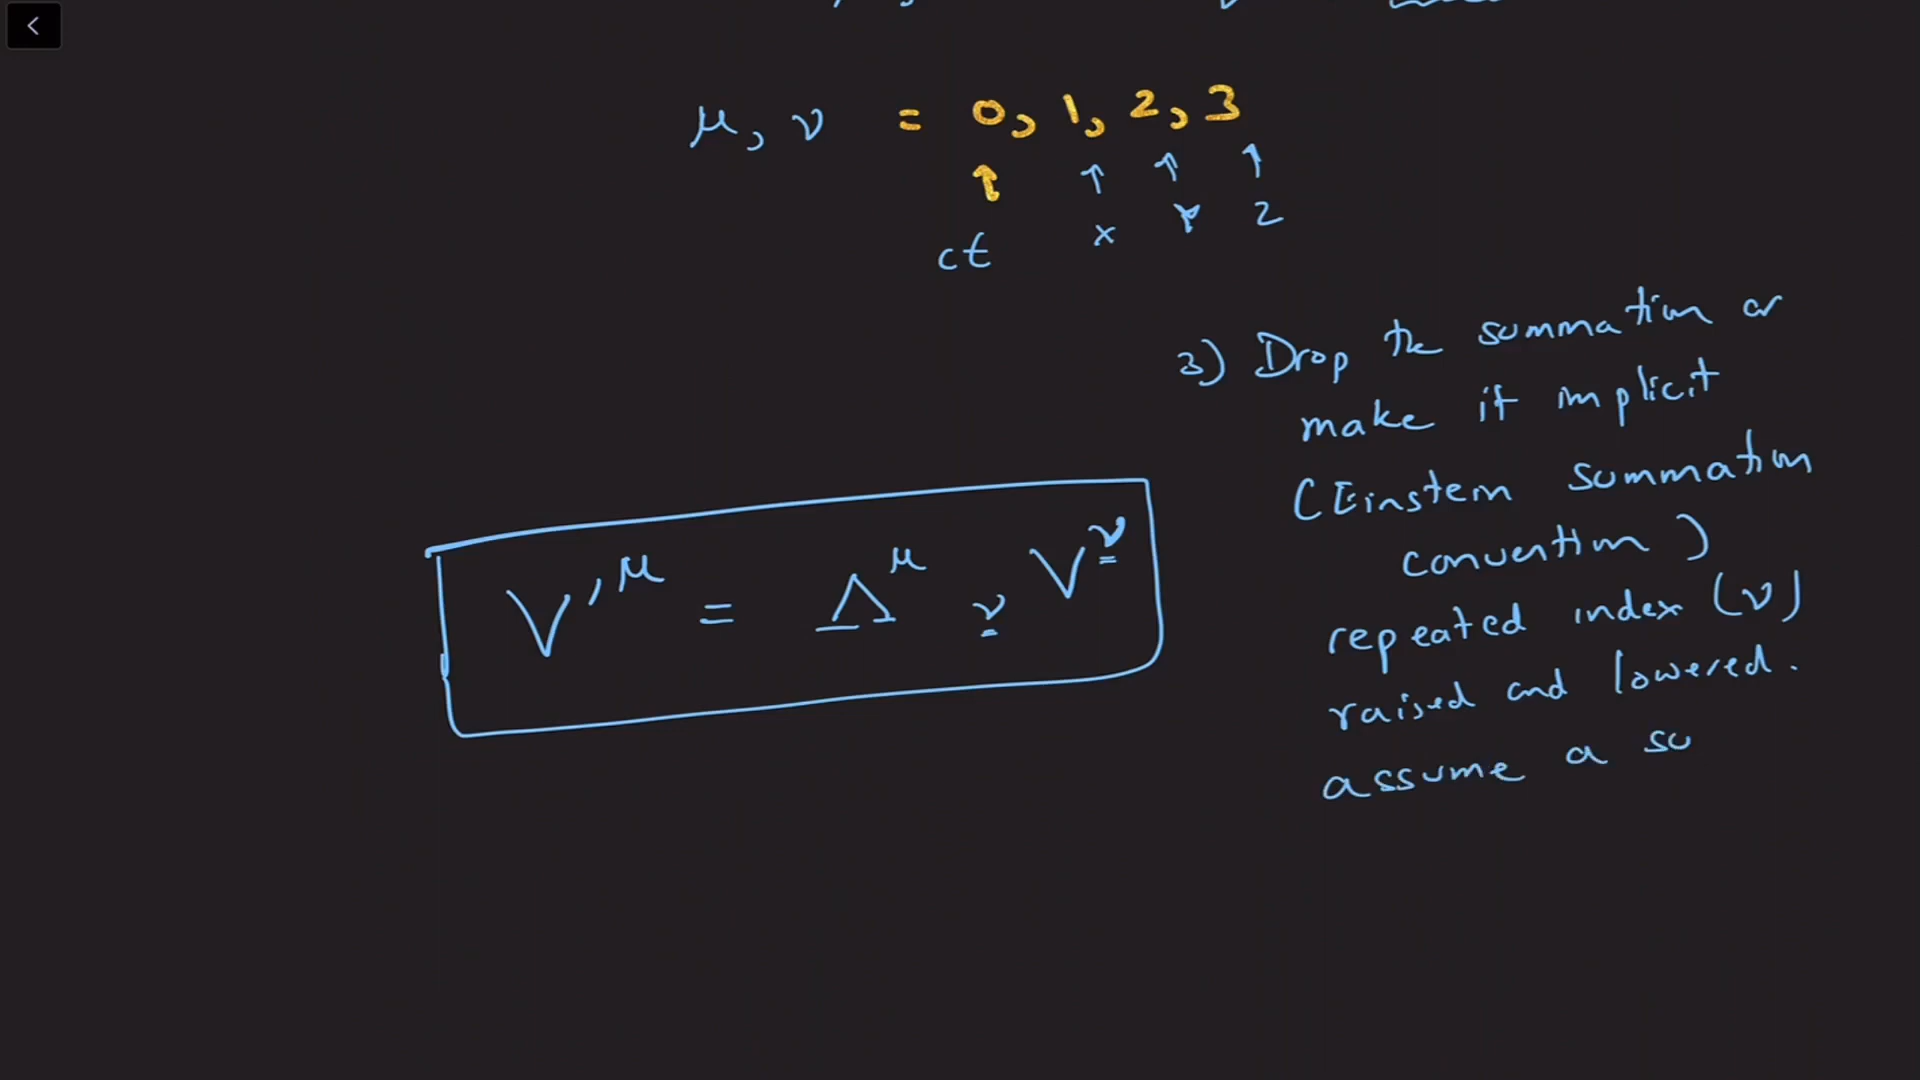 μ, ν = 0, 1, 2, 3
↑ ↑ ↑ ↑
ct x y z
3) Drop the summation or
make it implicit
(Einstein summation
convention)
repeated index (ν)
raised and lowered.
assume a su
V'^μ = Λ^μ_ν V^ν